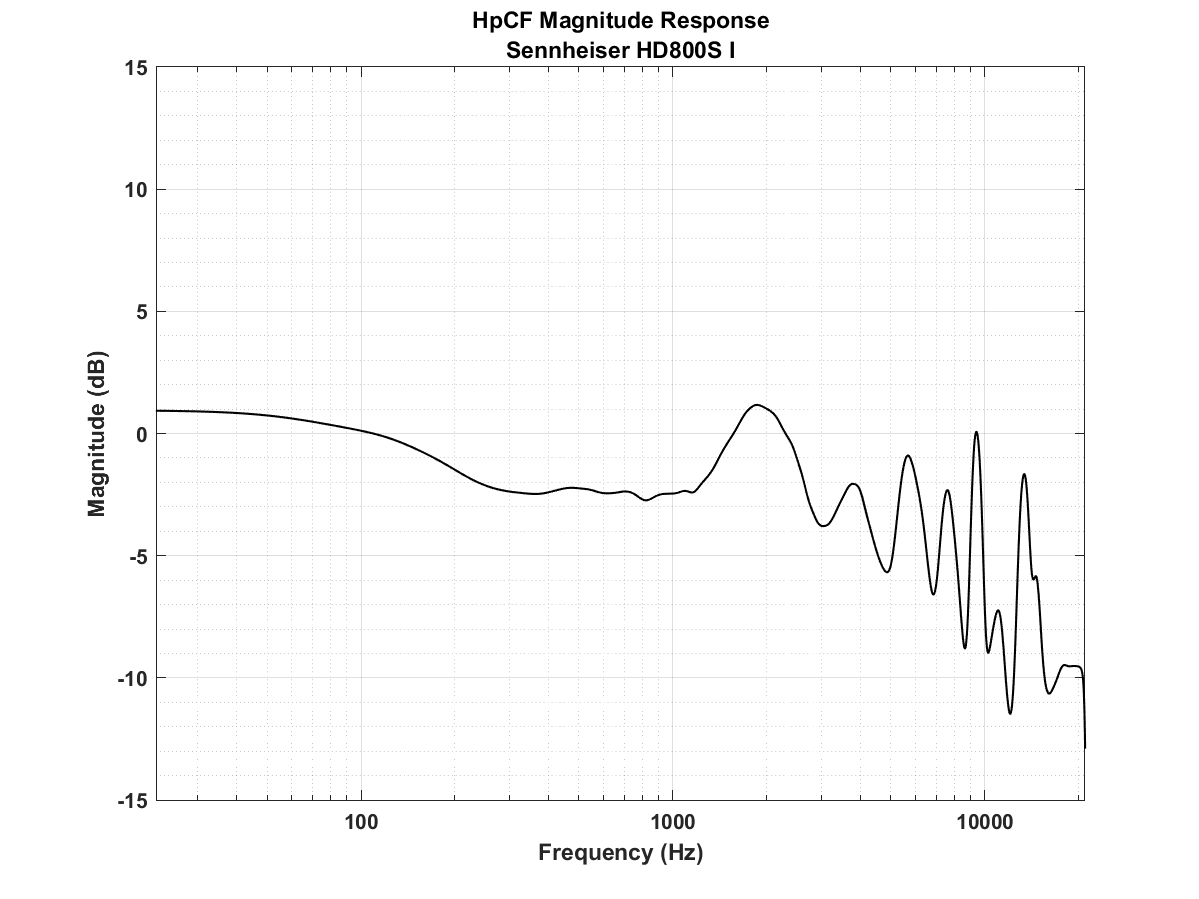 HpCF Magnitude Response
Sennheiser HD800S I
15
10
5
0
-5
-10
-15
Magnitude (dB)
100
1000
10000
Frequency (Hz)